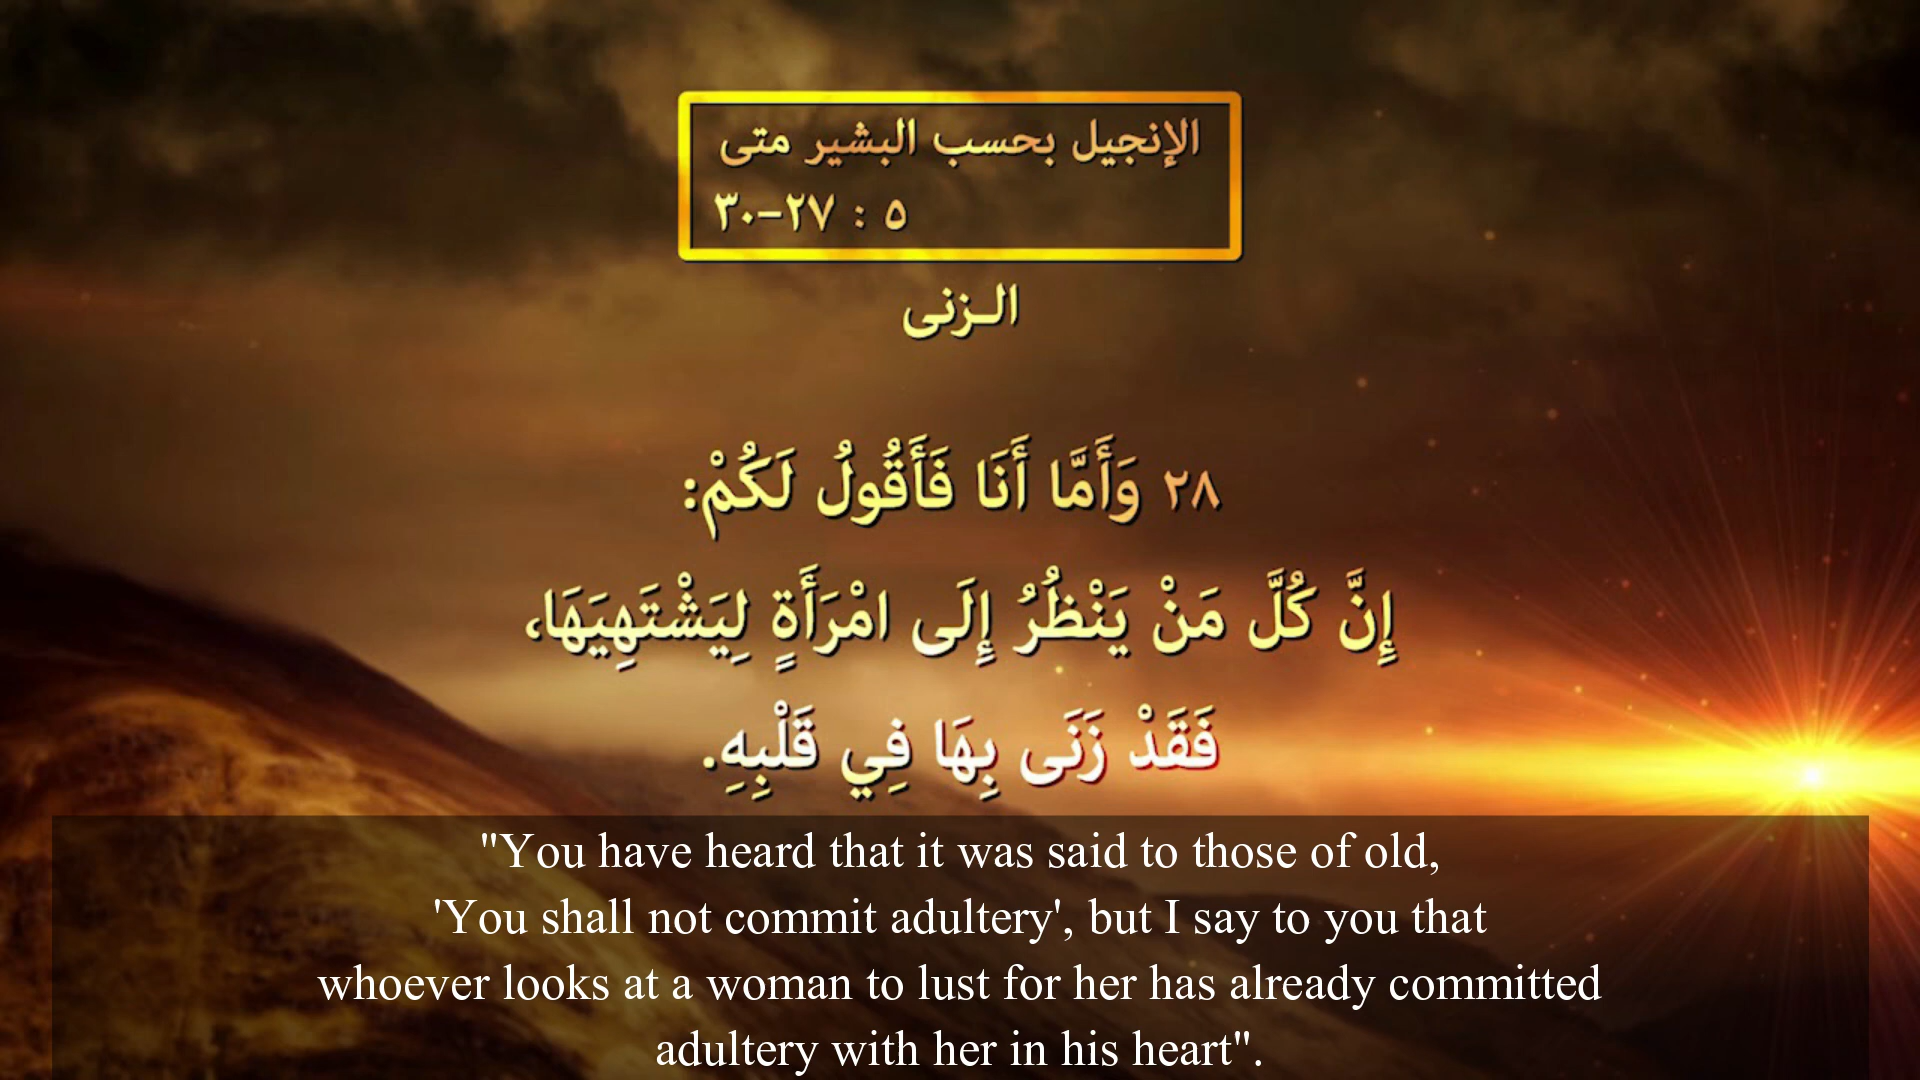 الإنجيل بحسب البشير متى
٥ : ٢٧-٣٠
الـزنى
٢٨ وَأَمَّا أَنَا فَأَقُولُ لَكُمْ:
إِنَّ كُلَّ مَنْ يَنْظُرُ إِلَى امْرَأَةٍ لِيَشْتَهِيَهَا،
فَقَدْ زَنَى بِهَا فِي قَلْبِهِ.
"You have heard that it was said to those of old,
'You shall not commit adultery', but I say to you that
whoever looks at a woman to lust for her has already committed
adultery with her in his heart".